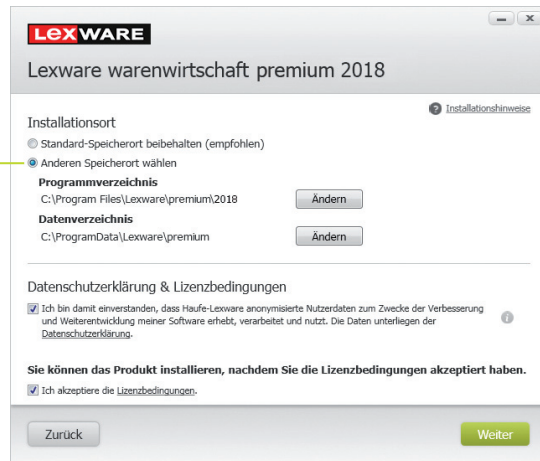 LEXWARE
Lexware warenwirtschaft premium 2018
Installationshinweise
Installationsort
Standard-Speicherort beibehalten (empfohlen)
Anderen Speicherort wählen
Programmverzeichnis
C:\Program Files\Lexware\premium\2018
Ändern
Datenverzeichnis
C:\ProgramData\Lexware\premium
Ändern
Datenschutzerklärung & Lizenzbedingungen
Ich bin damit einverstanden, dass Haufe-Lexware anonymisierte Nutzerdaten zum Zwecke der Verbesserung
und Weiterentwicklung meiner Software erhebt, verarbeitet und nutzt. Die Daten unterliegen der
Datenschutzerklärung.
Sie können das Produkt installieren, nachdem Sie die Lizenzbedingungen akzeptiert haben.
Ich akzeptiere die Lizenzbedingungen.
Zurück
Weiter